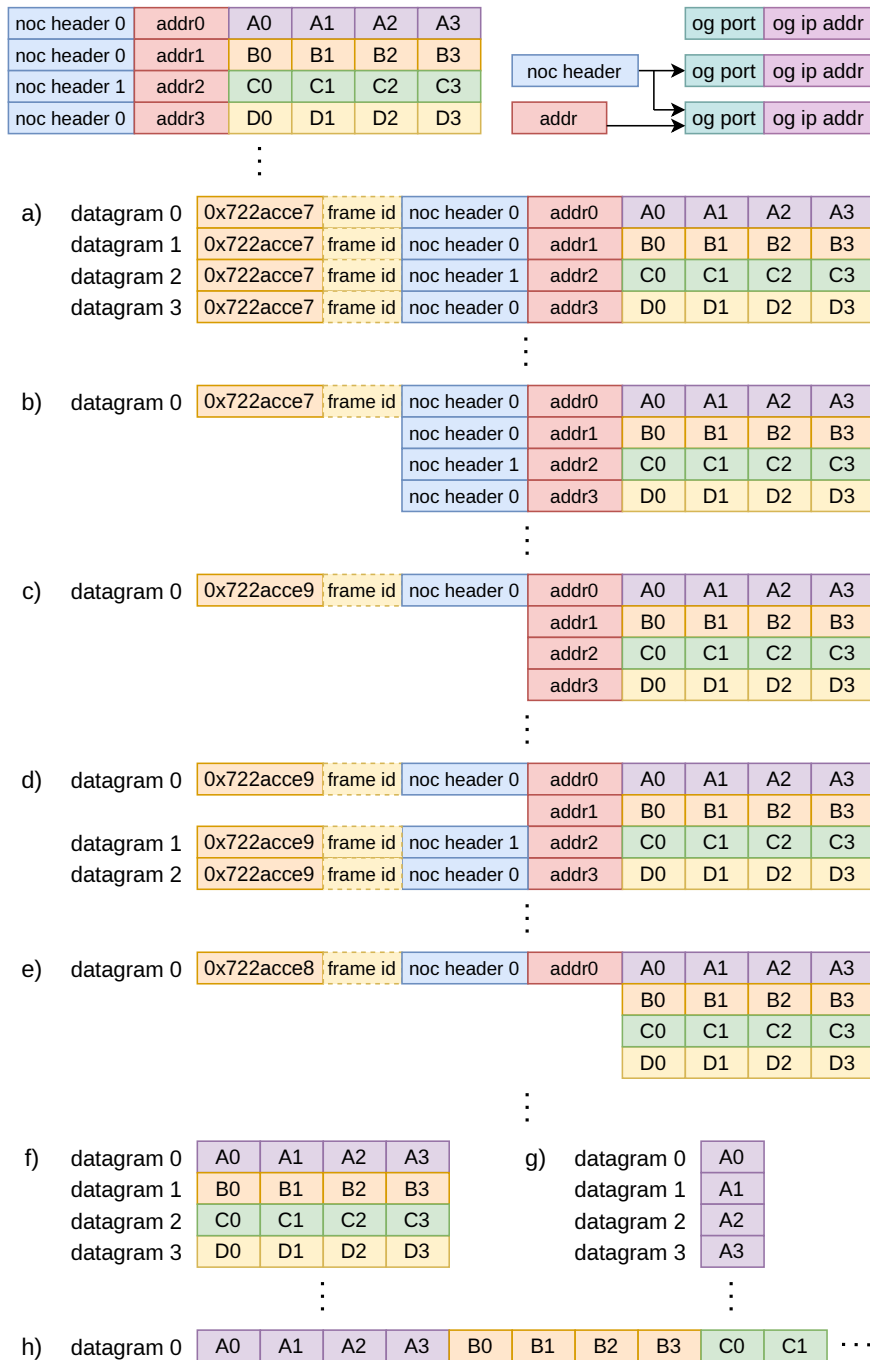 noc header 0 addr0 A0 A1 A2 A3 og port og ip addr
noc header 0 addr1 B0 B1 B2 B3 noc header og port og ip addr
noc header 1 addr2 C0 C1 C2 C3
noc header 0 addr3 D0 D1 D2 D3 addr og port og ip addr
a) datagram 0 0x722acce7 frame id noc header 0 addr0 A0 A1 A2 A3
datagram 1 0x722acce7 frame id noc header 0 addr1 B0 B1 B2 B3
datagram 2 0x722acce7 frame id noc header 1 addr2 C0 C1 C2 C3
datagram 3 0x722acce7 frame id noc header 0 addr3 D0 D1 D2 D3
b) datagram 0 0x722acce7 frame id noc header 0 addr0 A0 A1 A2 A3
noc header 0 addr1 B0 B1 B2 B3
noc header 1 addr2 C0 C1 C2 C3
noc header 0 addr3 D0 D1 D2 D3
c) datagram 0 0x722acce9 frame id noc header 0 addr0 A0 A1 A2 A3
addr1 B0 B1 B2 B3
addr2 C0 C1 C2 C3
addr3 D0 D1 D2 D3
d) datagram 0 0x722acce9 frame id noc header 0 addr0 A0 A1 A2 A3
addr1 B0 B1 B2 B3
datagram 1 0x722acce9 frame id noc header 1 addr2 C0 C1 C2 C3
datagram 2 0x722acce9 frame id noc header 0 addr3 D0 D1 D2 D3
e) datagram 0 0x722acce8 frame id noc header 0 addr0 A0 A1 A2 A3
B0 B1 B2 B3
C0 C1 C2 C3
D0 D1 D2 D3
f) datagram 0 A0 A1 A2 A3 g) datagram 0 A0
datagram 1 B0 B1 B2 B3 datagram 1 A1
datagram 2 C0 C1 C2 C3 datagram 2 A2
datagram 3 D0 D1 D2 D3 datagram 3 A3
h) datagram 0 A0 A1 A2 A3 B0 B1 B2 B3 C0 C1 ...